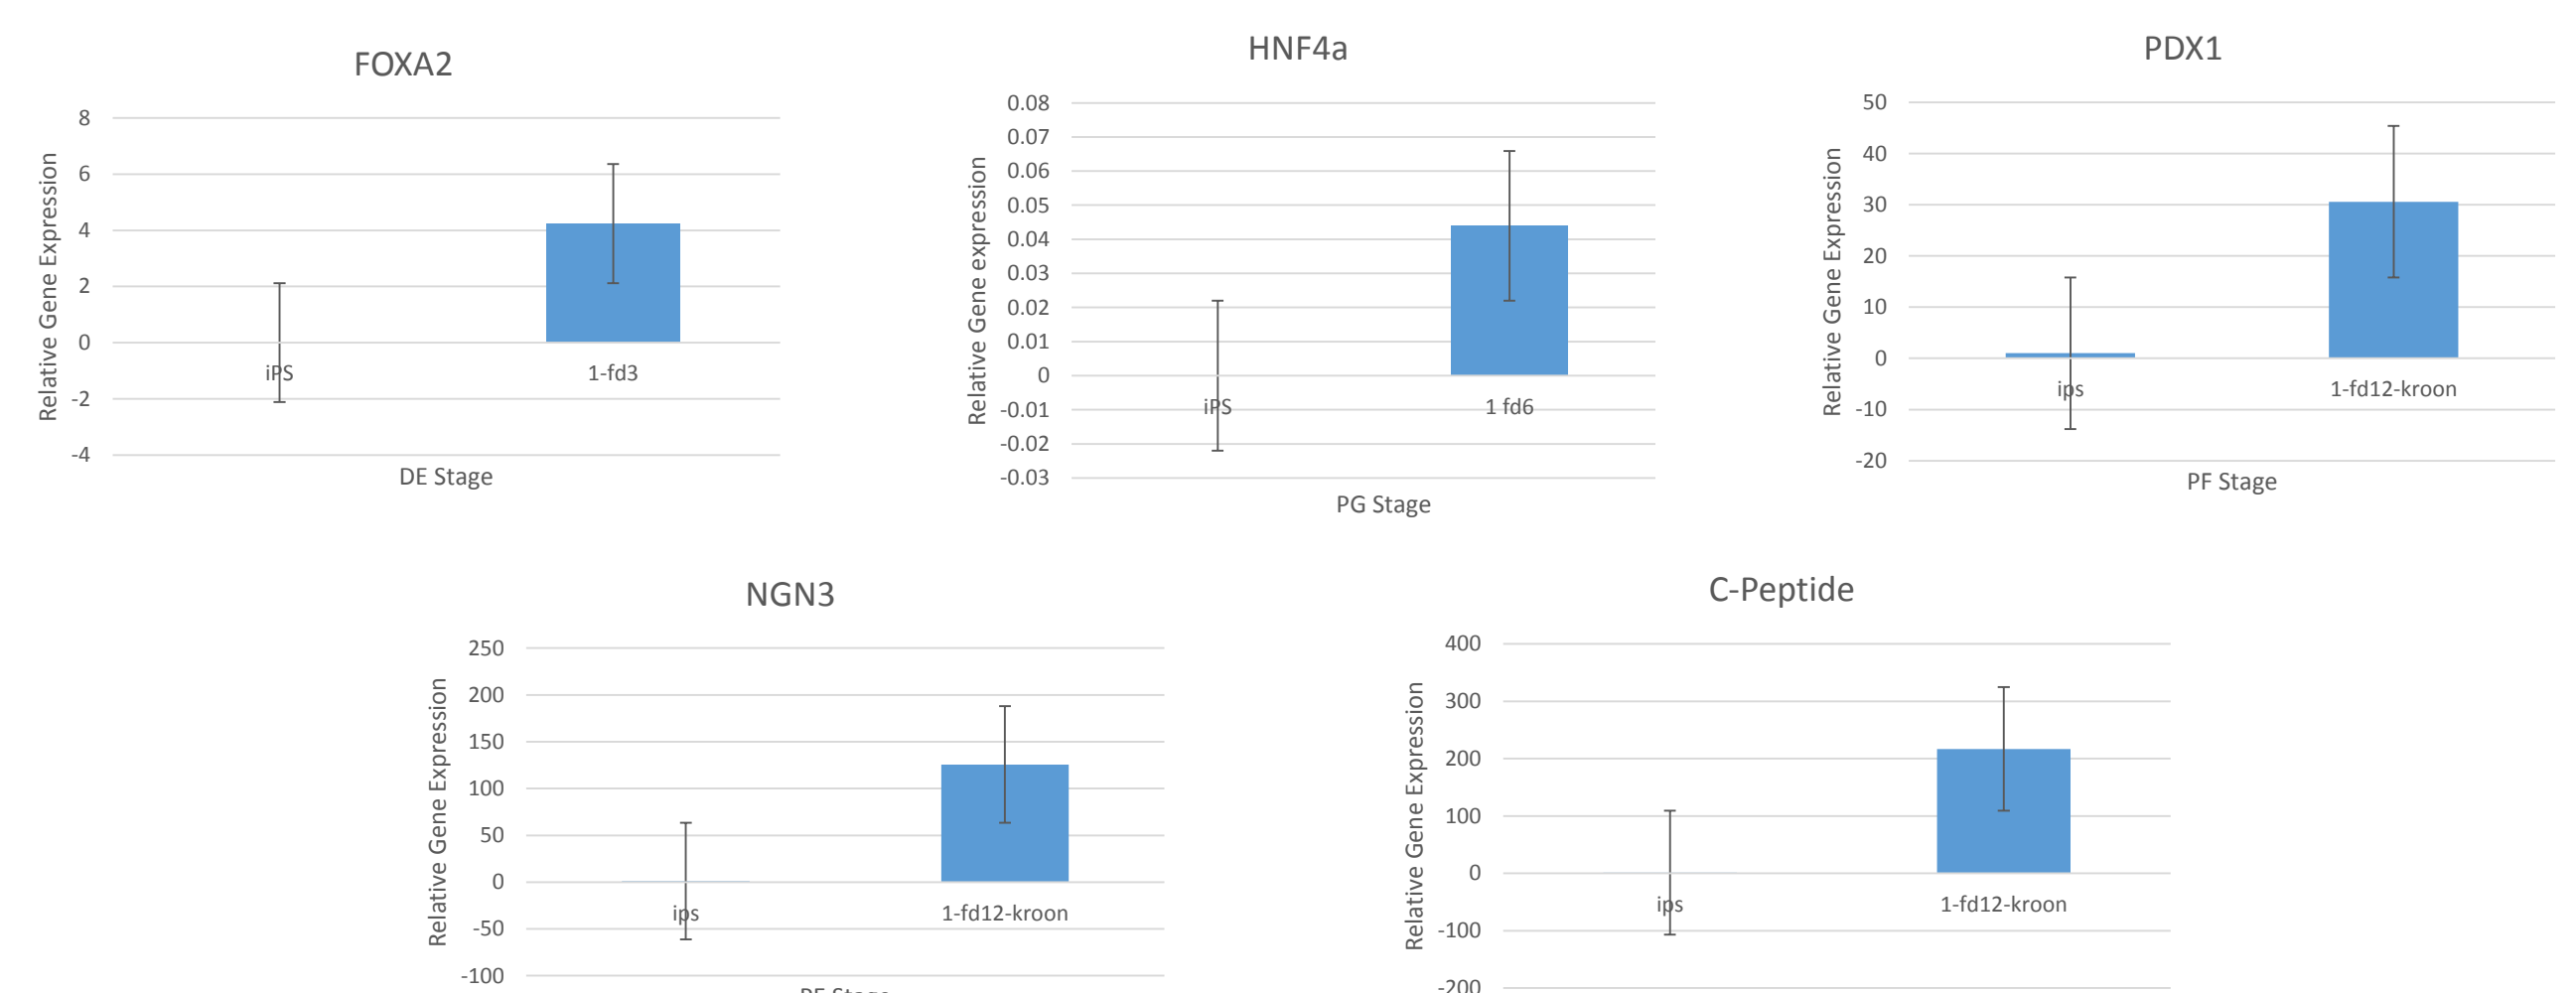 FOXA2
8
6
4
2
0
-2
-4
Relative Gene Expression
iPS
1-fd3
DE Stage
HNF4a
0.08
0.07
0.06
0.05
0.04
0.03
0.02
0.01
0
-0.01
-0.02
-0.03
Relative Gene expression
iPS
1 fd6
PG Stage
PDX1
50
40
30
20
10
0
-10
-20
Relative Gene Expression
ips
1-fd12-kroon
PF Stage
NGN3
250
200
150
100
50
0
-50
-100
Relative Gene Expression
ips
1-fd12-kroon
Stage
C-Peptide
400
300
200
100
0
-100
-200
Relative Gene Expression
ips
1-fd12-kroon